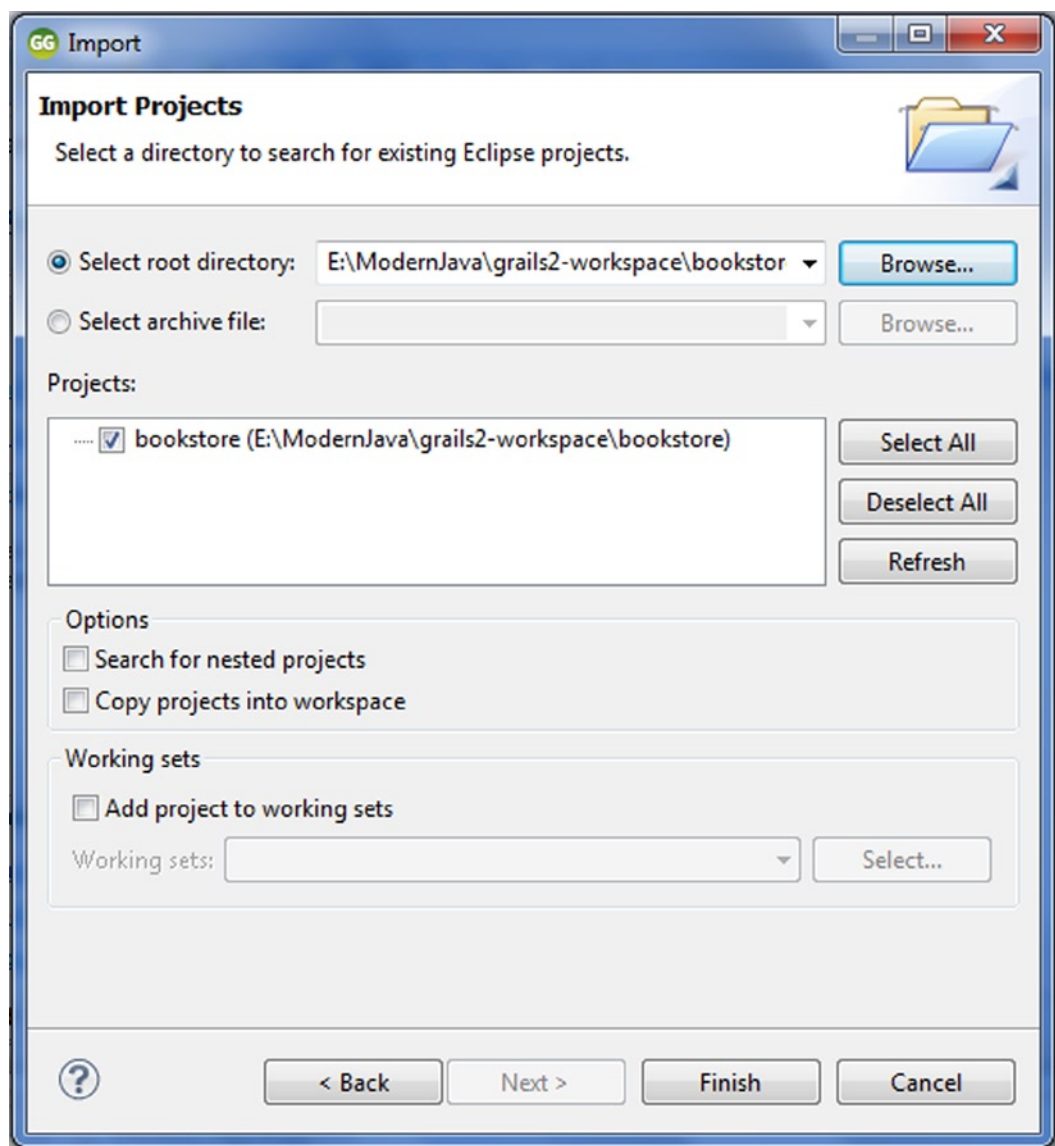 GG Import
Import Projects
Select a directory to search for existing Eclipse projects.
Select root directory: E:\ModernJava\grails2-workspace\bookstor Browse...
Select archive file: Browse...
Projects:
bookstore (E:\ModernJava\grails2-workspace\bookstore) Select All
Deselect All
Refresh
Options
Search for nested projects
Copy projects into workspace
Working sets
Add project to working sets
Working sets: Select...
? < Back Next > Finish Cancel